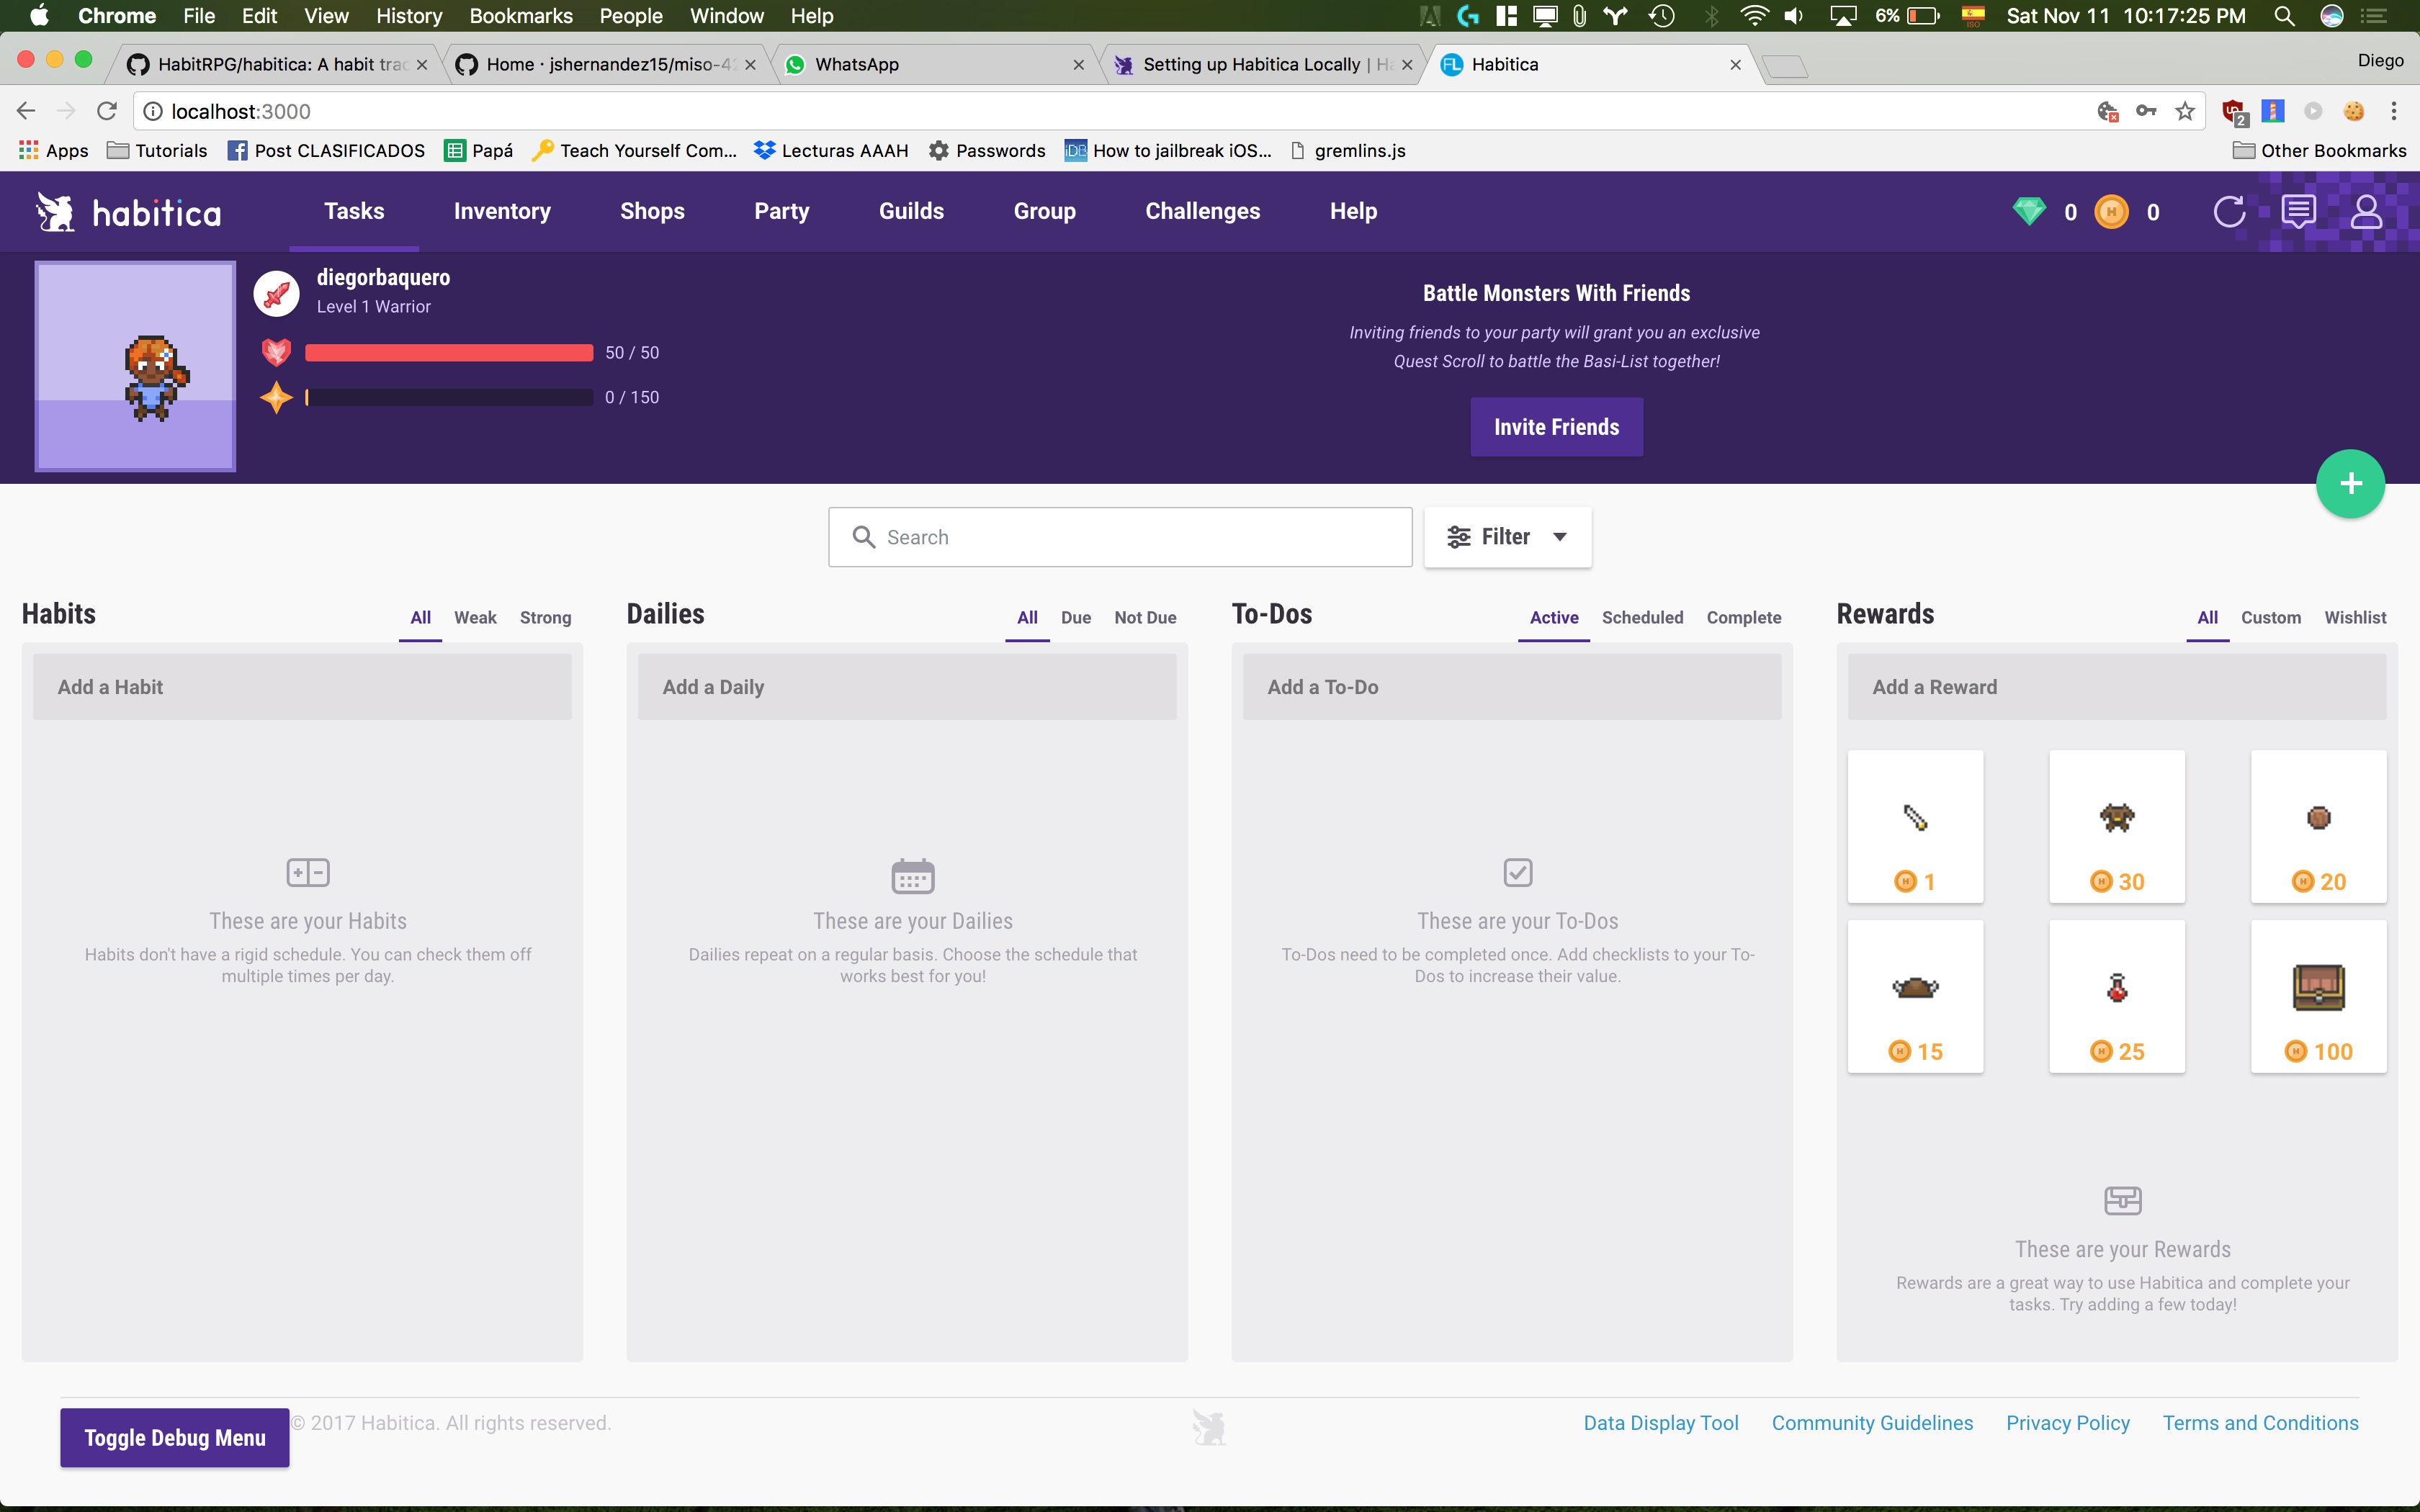 Chrome File Edit View History Bookmarks People Window Help 6% ISO Sat Nov 11 10:17:25 PM
HabitRPG/habitica: A habit trac Home · jshernandez15/miso-42 WhatsApp Setting up Habitica Locally | Ha FL Habitica Diego
localhost:3000 2
Apps Tutorials Post CLASIFICADOS Papá Teach Yourself Com... Lecturas AAAH Passwords iDB How to jailbreak iOS... gremlins.js Other Bookmarks
habitica Tasks Inventory Shops Party Guilds Group Challenges Help 0 H 0
diegorbaquero
Level 1 Warrior
50 / 50
0 / 150
Battle Monsters With Friends
Inviting friends to your party will grant you an exclusive
Quest Scroll to battle the Basi-List together!
Invite Friends
+
Search Filter
Habits All Weak Strong
Add a Habit
These are your Habits
Habits don't have a rigid schedule. You can check them off
multiple times per day.
Dailies All Due Not Due
Add a Daily
These are your Dailies
Dailies repeat on a regular basis. Choose the schedule that
works best for you!
To-Dos Active Scheduled Complete
Add a To-Do
These are your To-Dos
To-Dos need to be completed once. Add checklists to your To-
Dos to increase their value.
Rewards All Custom Wishlist
Add a Reward
H 1 H 30 H 20
H 15 H 25 H 100
These are your Rewards
Rewards are a great way to use Habitica and complete your
tasks. Try adding a few today!
Toggle Debug Menu © 2017 Habitica. All rights reserved. Data Display Tool Community Guidelines Privacy Policy Terms and Conditions